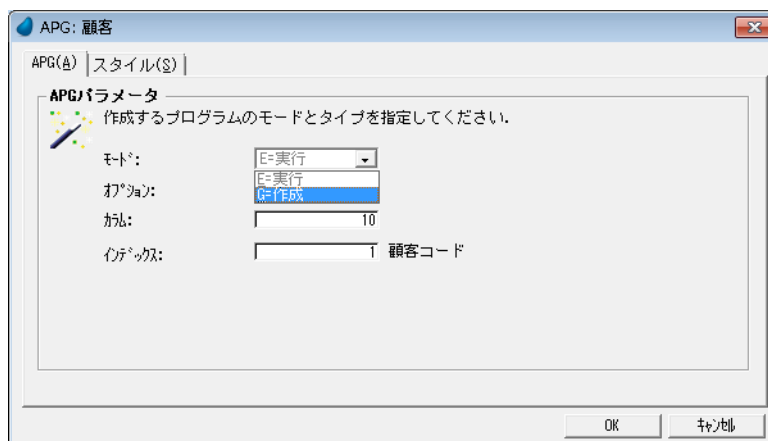 APG: 顧客
APG(A) スタイル(S)
APGパラメータ
作成するプログラムのモードとタイプを指定してください.
ﾓｰﾄﾞ: E=実行
E=実行
ｵﾌﾟｼｮﾝ: G=作成
ｶﾗﾑ: 10
ｲﾝﾃﾞｯｸｽ: 1 顧客コード
OK ｷｬﾝｾﾙ